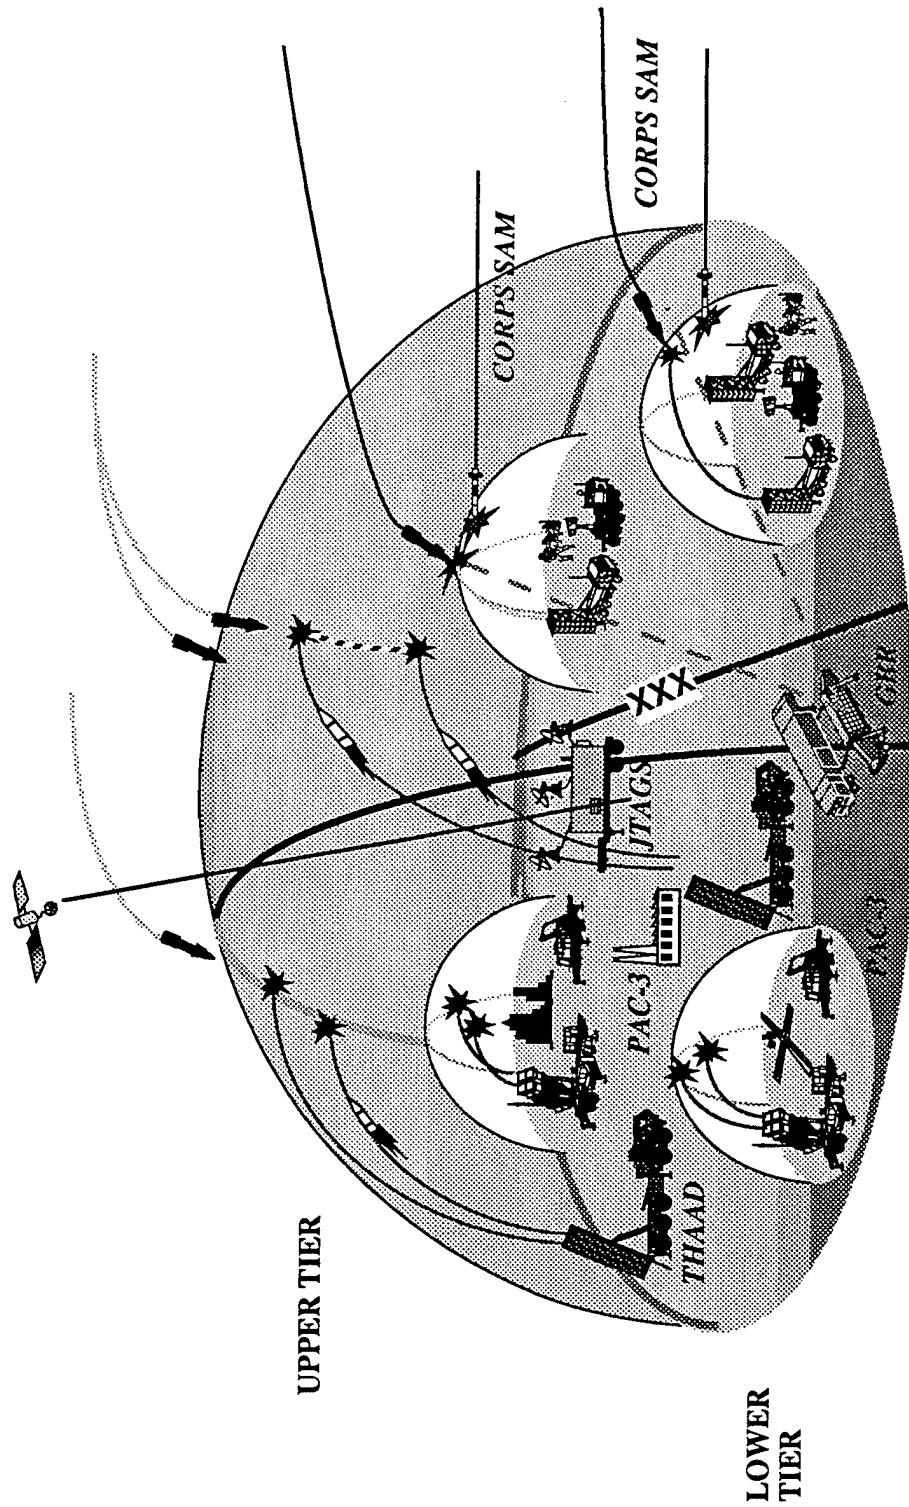 UPPER TIER
LOWER
TIER
THAAD
PAC-3
PAC-3
JTAGS
XXX
GBR
CORPS SAM
CORPS SAM